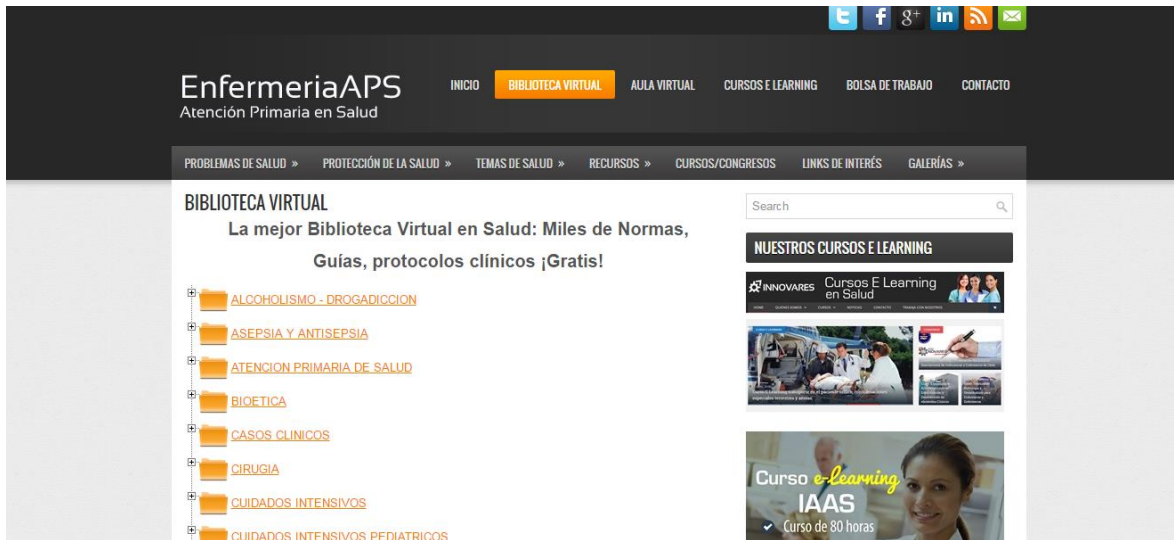 EnfermeriaAPS
Atención Primaria en Salud
INICIO
BIBLIOTECA VIRTUAL
AULA VIRTUAL
CURSOS E LEARNING
BOLSA DE TRABAJO
CONTACTO
PROBLEMAS DE SALUD »
PROTECCIÓN DE LA SALUD »
TEMAS DE SALUD »
RECURSOS »
CURSOS/CONGRESOS
LINKS DE INTERÉS
GALERÍAS »
BIBLIOTECA VIRTUAL
La mejor Biblioteca Virtual en Salud: Miles de Normas,
Guías, protocolos clínicos ¡Gratis!
ALCOHOLISMO - DROGADICCION
ASEPSIA Y ANTISEPSIA
ATENCION PRIMARIA DE SALUD
BIOETICA
CASOS CLINICOS
CIRUGIA
CUIDADOS INTENSIVOS
CUIDADOS INTENSIVOS PEDIATRICOS
Search
NUESTROS CURSOS E LEARNING
INNOVARES
Cursos E Learning
en Salud
Curso e-Learning
IAAS
Curso de 80 horas